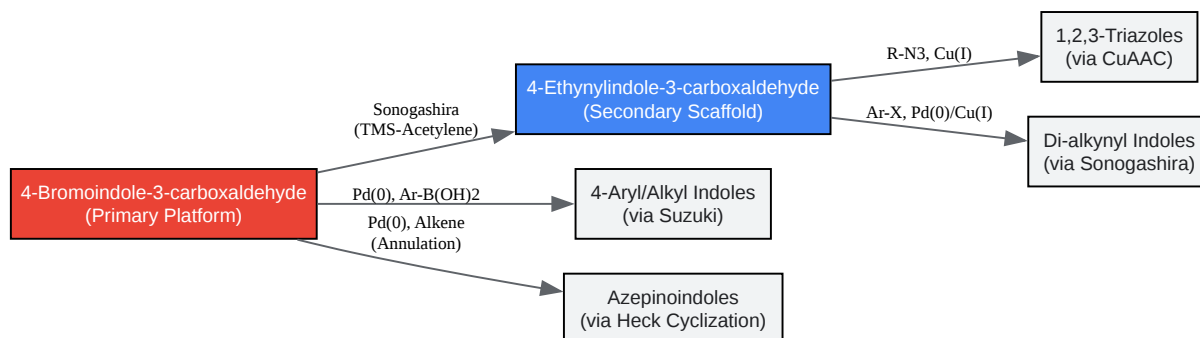 1,2,3-Triazoles
(via CuAAC)
R-N3, Cu(I)
4-Ethynylindole-3-carboxaldehyde
(Secondary Scaffold)
Sonogashira
(TMS-Acetylene)
Ar-X, Pd(0)/Cu(I)
Di-alkynyl Indoles
(via Sonogashira)
4-Bromoindole-3-carboxaldehyde
(Primary Platform)
Pd(0), Ar-B(OH)2
4-Aryl/Alkyl Indoles
(via Suzuki)
Pd(0), Alkene
(Annulation)
Azepinoindoles
(via Heck Cyclization)